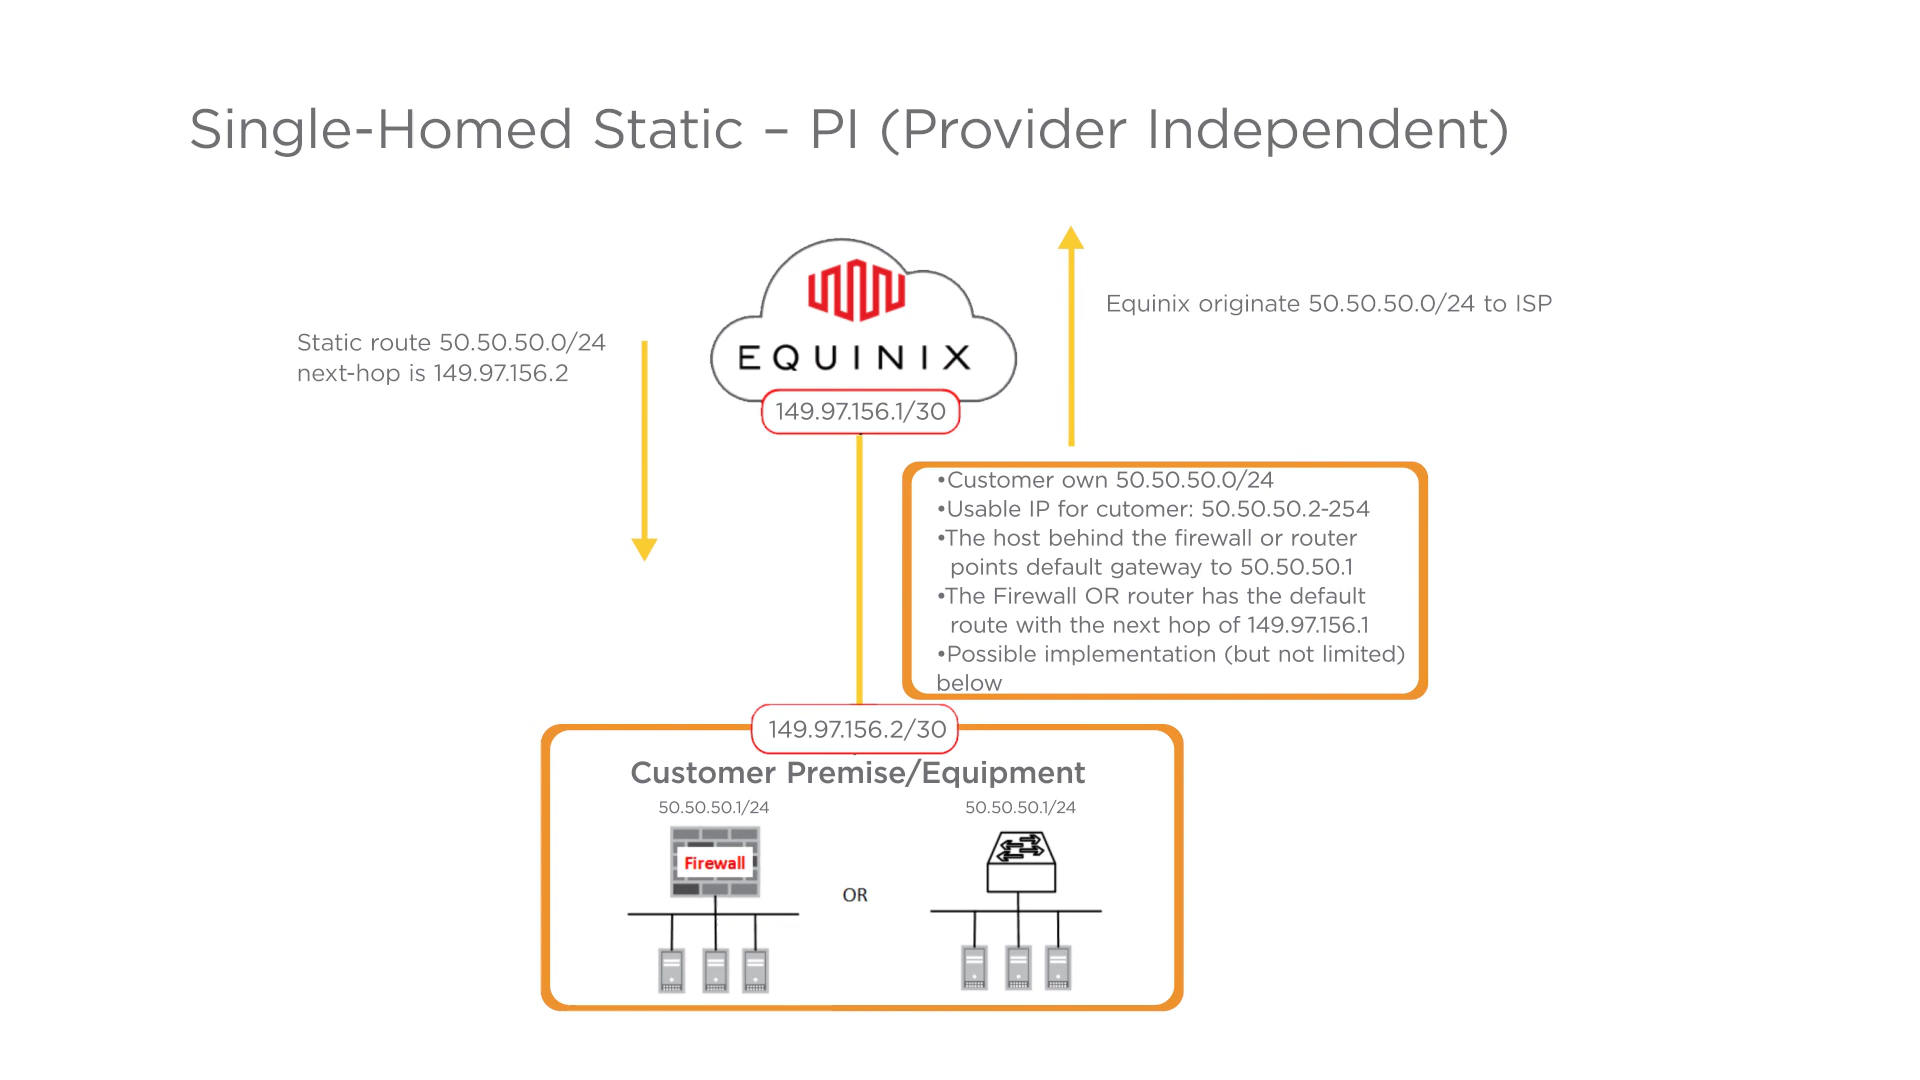 Single-Homed Static – PI (Provider Independent)
Static route 50.50.50.0/24
next-hop is 149.97.156.2
EQUINIX
149.97.156.1/30
Equinix originate 50.50.50.0/24 to ISP
•Customer own 50.50.50.0/24
•Usable IP for cutomer: 50.50.50.2-254
•The host behind the firewall or router
points default gateway to 50.50.50.1
•The Firewall OR router has the default
route with the next hop of 149.97.156.1
•Possible implementation (but not limited)
below
149.97.156.2/30
Customer Premise/Equipment
50.50.50.1/24
50.50.50.1/24
Firewall
OR